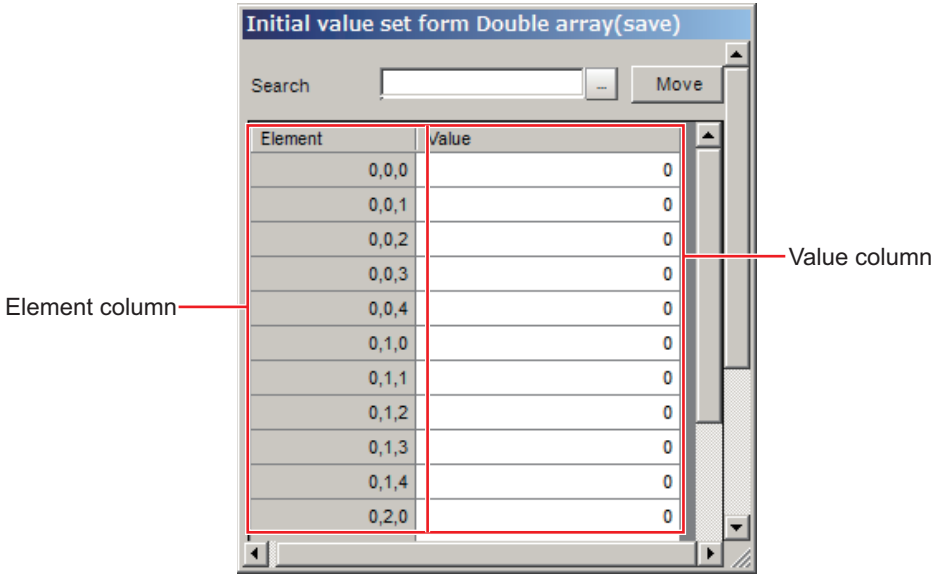 Initial value set form Double array(save)
Search ... Move
Element Value
0,0,0 0
0,0,1 0
0,0,2 0
Value column
0,0,3 0
Element column
0,0,4 0
0,1,0 0
0,1,1 0
0,1,2 0
0,1,3 0
0,1,4 0
0,2,0 0